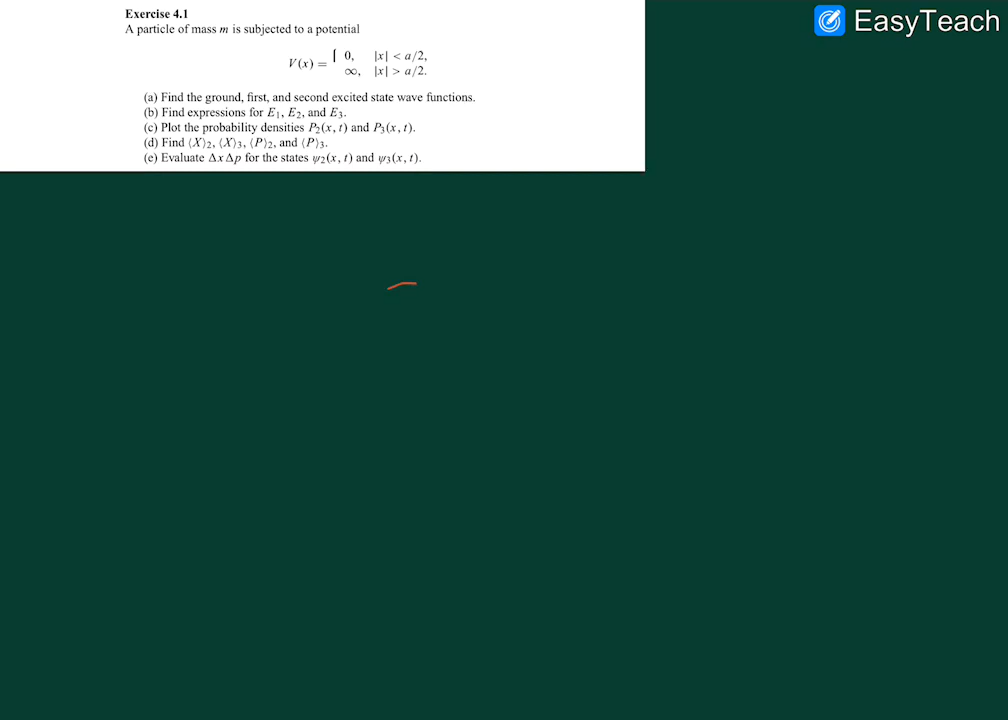 EasyTeach
Exercise 4.1
A particle of mass m is subjected to a potential
V(x) = { 0, |x| < a/2,
∞, |x| > a/2.
(a) Find the ground, first, and second excited state wave functions.
(b) Find expressions for E₁, E₂, and E₃.
(c) Plot the probability densities P₂(x, t) and P₃(x, t).
(d) Find ⟨X⟩₂, ⟨X⟩₃, ⟨P⟩₂, and ⟨P⟩₃.
(e) Evaluate Δx Δp for the states ψ₂(x, t) and ψ₃(x, t).